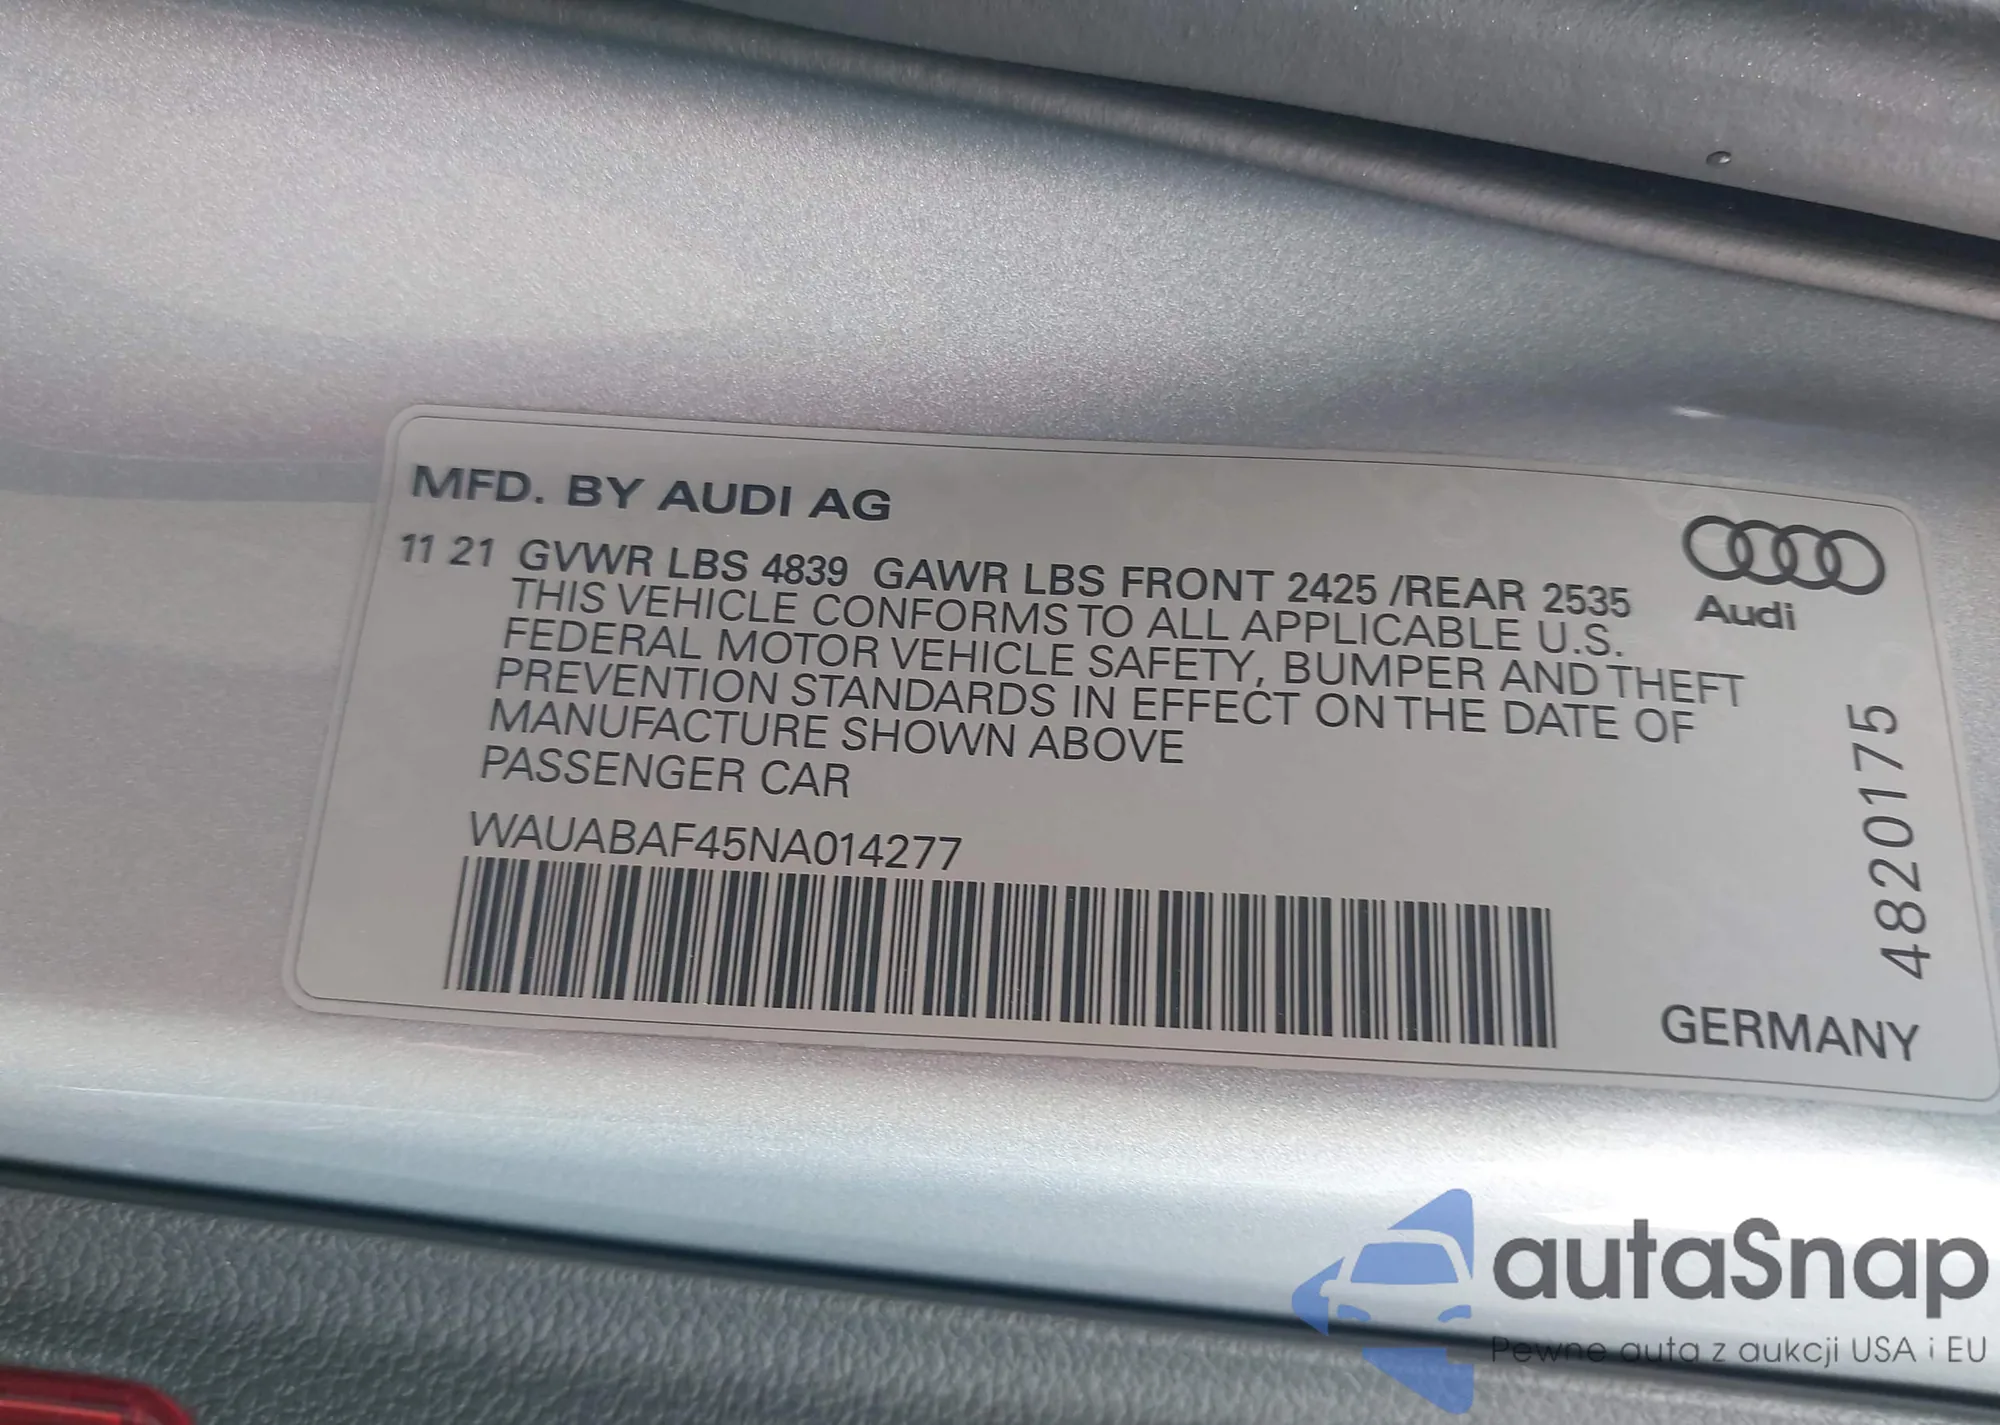 MFD. BY AUDI AG
11 21 GVWR LBS 4839 GAWR LBS FRONT 2425 /REAR 2535
THIS VEHICLE CONFORMS TO ALL APPLICABLE U.S.
FEDERAL MOTOR VEHICLE SAFETY, BUMPER AND THEFT
PREVENTION STANDARDS IN EFFECT ON THE DATE OF
MANUFACTURE SHOWN ABOVE
PASSENGER CAR
WAUABAF45NA014277
Audi
4820175
GERMANY
autaSnap
Pewne auta z aukcji USA i EU